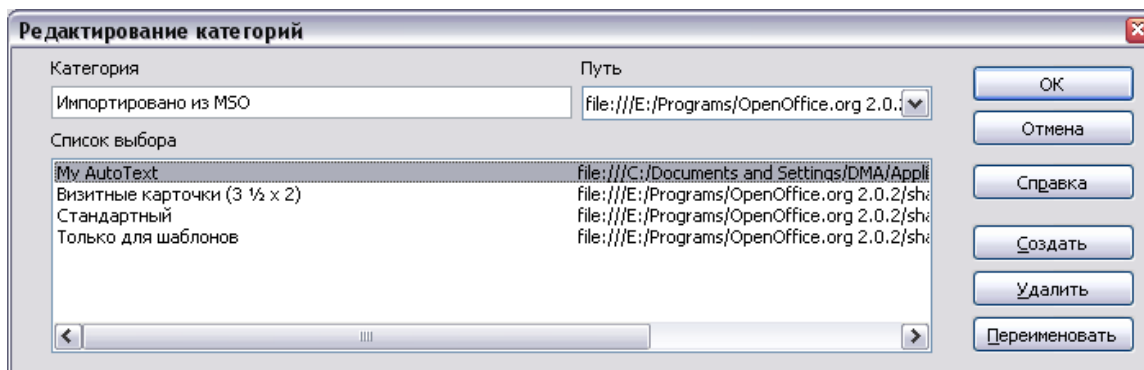 Редактирование категорий
Категория
Путь
Импортировано из MSO
file:///E:/Programs/OpenOffice.org 2.0.:
Список выбора
My AutoText file:///C:/Documents and Settings/DMA/Appli
Визитные карточки (3 ½ x 2) file:///E:/Programs/OpenOffice.org 2.0.2/sha
Стандартный file:///E:/Programs/OpenOffice.org 2.0.2/sha
Только для шаблонов file:///E:/Programs/OpenOffice.org 2.0.2/sha
OK
Отмена
Справка
Создать
Удалить
Переименовать